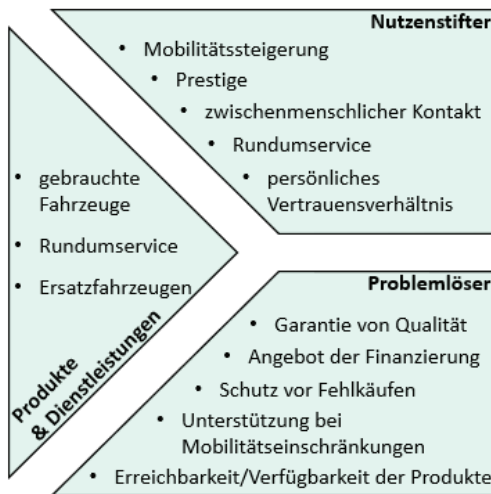 Nutzenstifter
• Mobilitätssteigerung
• Prestige
• zwischenmenschlicher Kontakt
• Rundumservice
• persönliches
Vertrauensverhältnis
• gebrauchte
Fahrzeuge
• Rundumservice
• Ersatzfahrzeugen
Produkte
& Dienstleistungen
Problemlöser
• Garantie von Qualität
• Angebot der Finanzierung
• Schutz vor Fehlkäufen
• Unterstützung bei
Mobilitätseinschränkungen
• Erreichbarkeit/Verfügbarkeit der Produkte